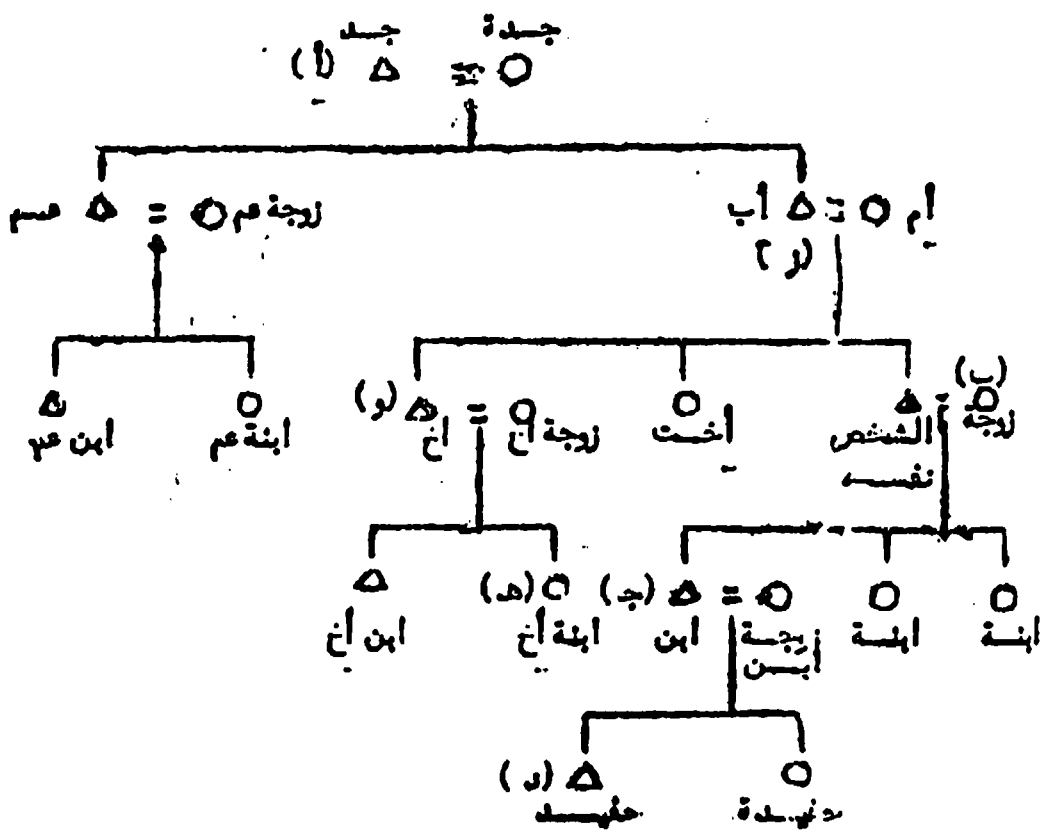 جدة جد
(أ)
أم أب زوجة عم عم
(ب)
زوجة الشخص أخت زوجة أخ أخ (و)
نفسه
ابنة عم ابن عم
ابنة ابنة زوجة ابن (جـ)
ابن
(هـ) ابنة أخ ابن أخ
حفيدة حفيد (د)